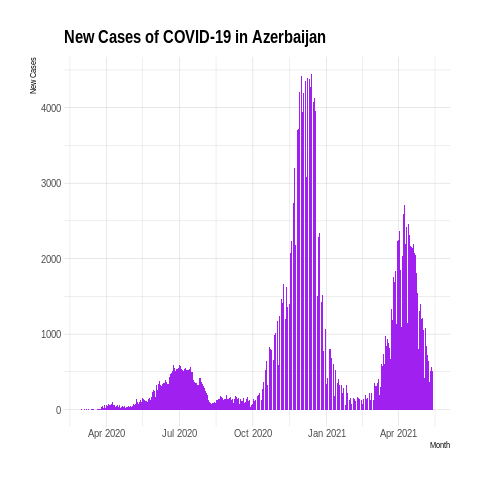 New Cases of COVID-19 in Azerbaijan
New Cases
4000
3000
2000
1000
0
Apr 2020 Jul 2020 Oct 2020 Jan 2021 Apr 2021
Month